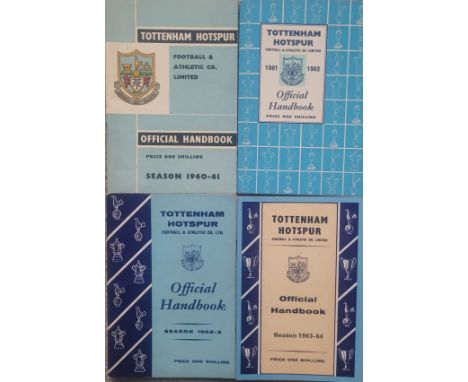 TOTTENHAM HOTSPUR
FOOTBALL &
ATHLETIC CO.
LIMITED
OFFICIAL HANDBOOK
PRICE ONE SHILLING
SEASON 1960-61
TOTTENHAM
HOTSPUR
FOOTBALL & ATHLETIC CO LIMITED
1961 1962
Official
Handbook
PRICE ONE SHILLING
TOTTENHAM
HOTSPUR
FOOTBALL & ATHLETIC CO. LTD.
Official
Handbook
SEASON 1962-3
PRICE ONE SHILLING
TOTTENHAM
HOTSPUR
FOOTBALL & ATHLETIC CO LIMITED
Official
Handbook
Season 1963-64
PRICE ONE SHILLING